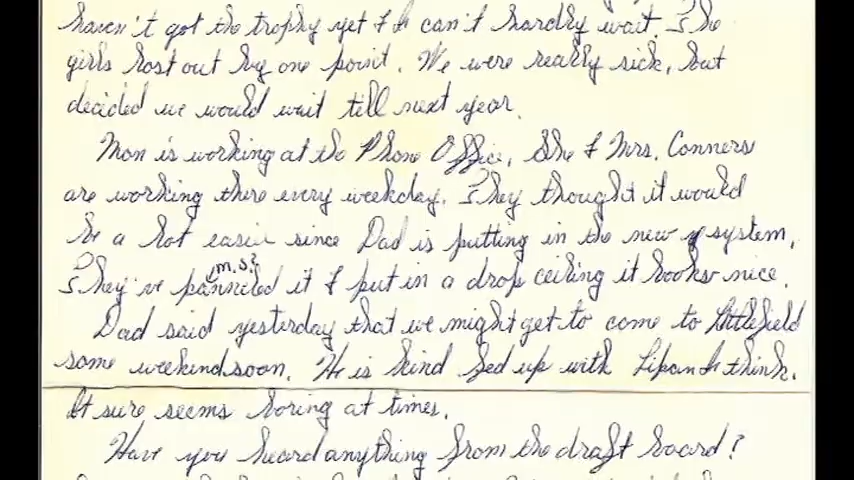 haven't got the trophy yet & I can't hardly wait. The
girls lost out by one point. We were really sick, but
decided we would wait till next year.
Mom is working at the Phone Office. She & Mrs. Conners
are working there every weekday. They thought it would
be a lot easier since Dad is putting in the new system.
(m.s?
They've panneled it & put in a drop ceiling it looks nice.
Dad said yesterday that we might get to come to Littlefield
some weekend soon. He is kind fed up with Lipan I think.
It sure seems boring at times.
Have you heard anything from the draft board?